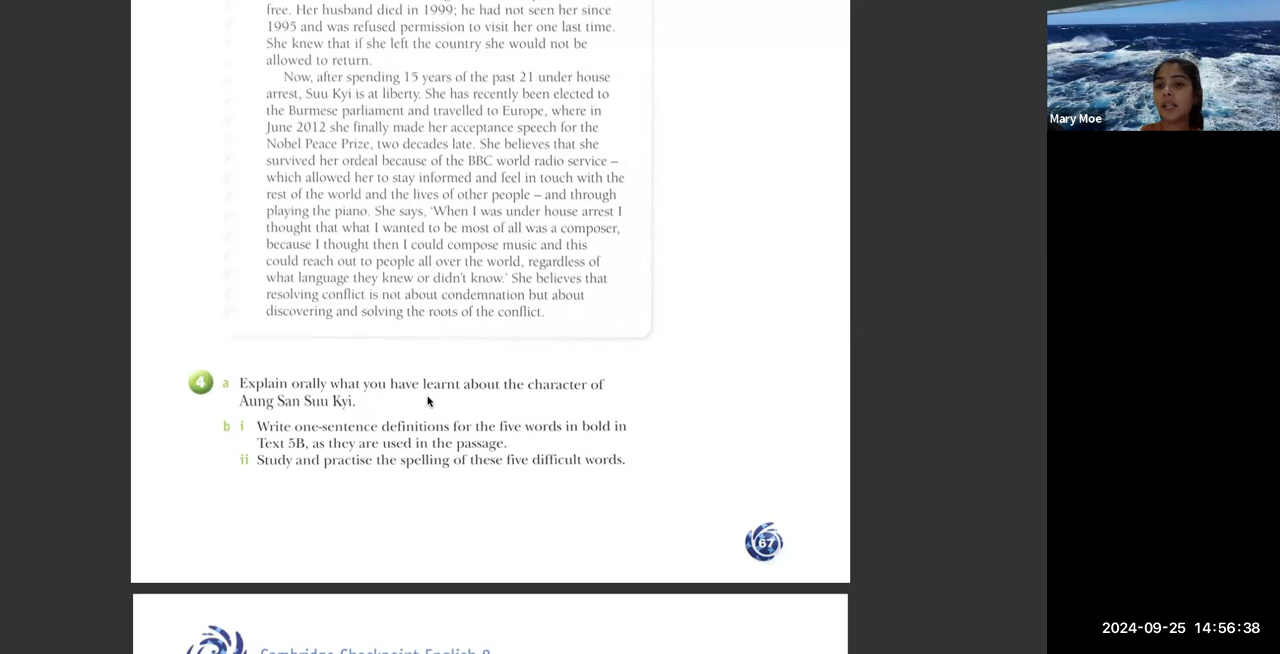 free. Her husband died in 1999; he had not seen her since
1995 and was refused permission to visit her one last time.
She knew that if she left the country she would not be
allowed to return.
Now, after spending 15 years of the past 21 under house
arrest, Suu Kyi is at liberty. She has recently been elected to
the Burmese parliament and travelled to Europe, where in
June 2012 she finally made her acceptance speech for the
Nobel Peace Prize, two decades late. She believes that she
survived her ordeal because of the BBC world radio service –
which allowed her to stay informed and feel in touch with the
rest of the world and the lives of other people – and through
playing the piano. She says, 'When I was under house arrest I
thought that what I wanted to be most of all was a composer,
because I thought then I could compose music and this
could reach out to people all over the world, regardless of
what language they knew or didn't know.' She believes that
resolving conflict is not about condemnation but about
discovering and solving the roots of the conflict.
4 a Explain orally what you have learnt about the character of
Aung San Suu Kyi.
b i Write one-sentence definitions for the five words in bold in
Text 5B, as they are used in the passage.
ii Study and practise the spelling of these five difficult words.
67
Cambridge Checkpoint English 9
Mary Moe
2024-09-25 14:56:38